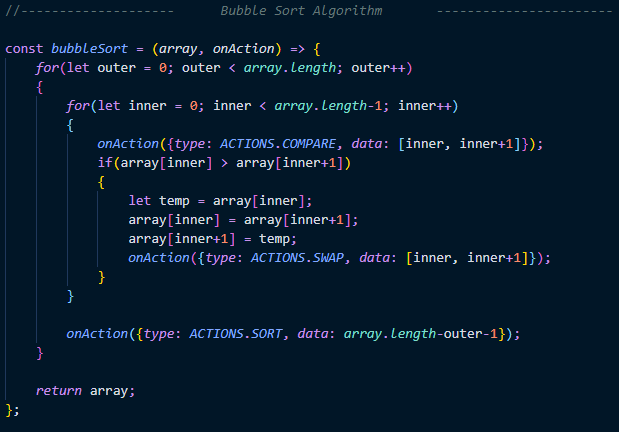 //--------------------      Bubble Sort Algorithm       -----------------------
const bubbleSort = (array, onAction) => {
    for(let outer = 0; outer < array.length; outer++)
    {
        for(let inner = 0; inner < array.length-1; inner++)
        {
            onAction({type: ACTIONS.COMPARE, data: [inner, inner+1]});
            if(array[inner] > array[inner+1])
            {
                let temp = array[inner];
                array[inner] = array[inner+1];
                array[inner+1] = temp;
                onAction({type: ACTIONS.SWAP, data: [inner, inner+1]});
            }
        }
        onAction({type: ACTIONS.SORT, data: array.length-outer-1});
    }
    return array;
};